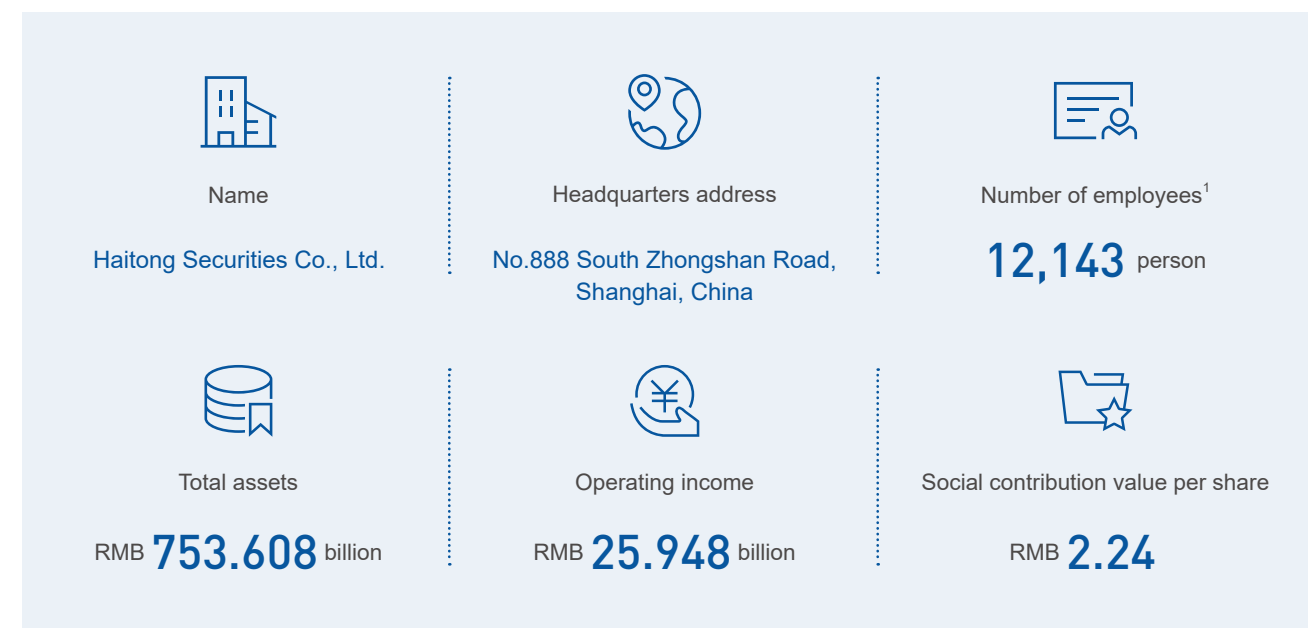 Name
Haitong Securities Co., Ltd.
Headquarters address
No.888 South Zhongshan Road,
Shanghai, China
Number of employees1
12,143 person
Total assets
RMB 753.608 billion
Operating income
RMB 25.948 billion
Social contribution value per share
RMB 2.24